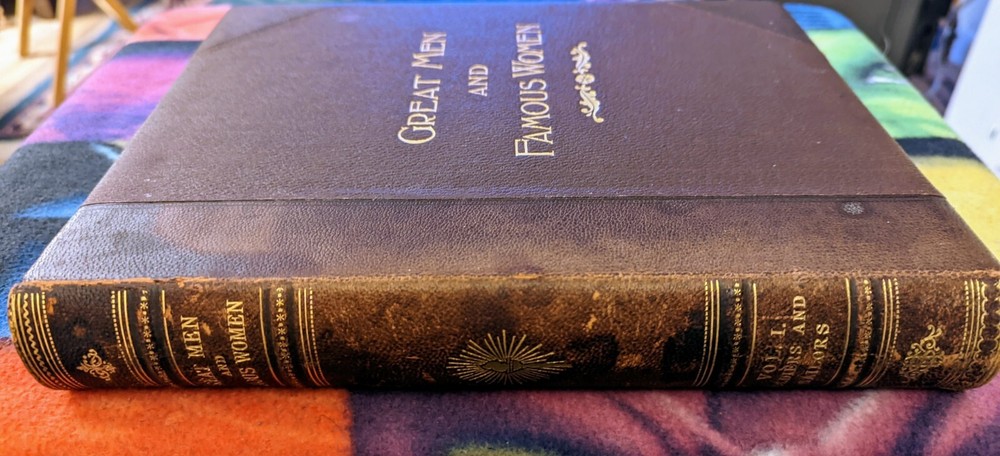 GREAT MEN
AND
FAMOUS WOMEN
MEN
AND
WOMEN
VOL. I.
AND